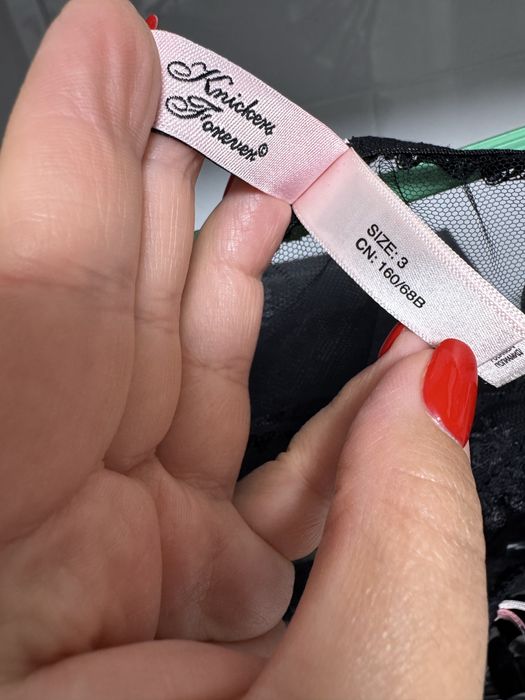 Knickers
Forever©
SIZE: 3
CN: 160/68B